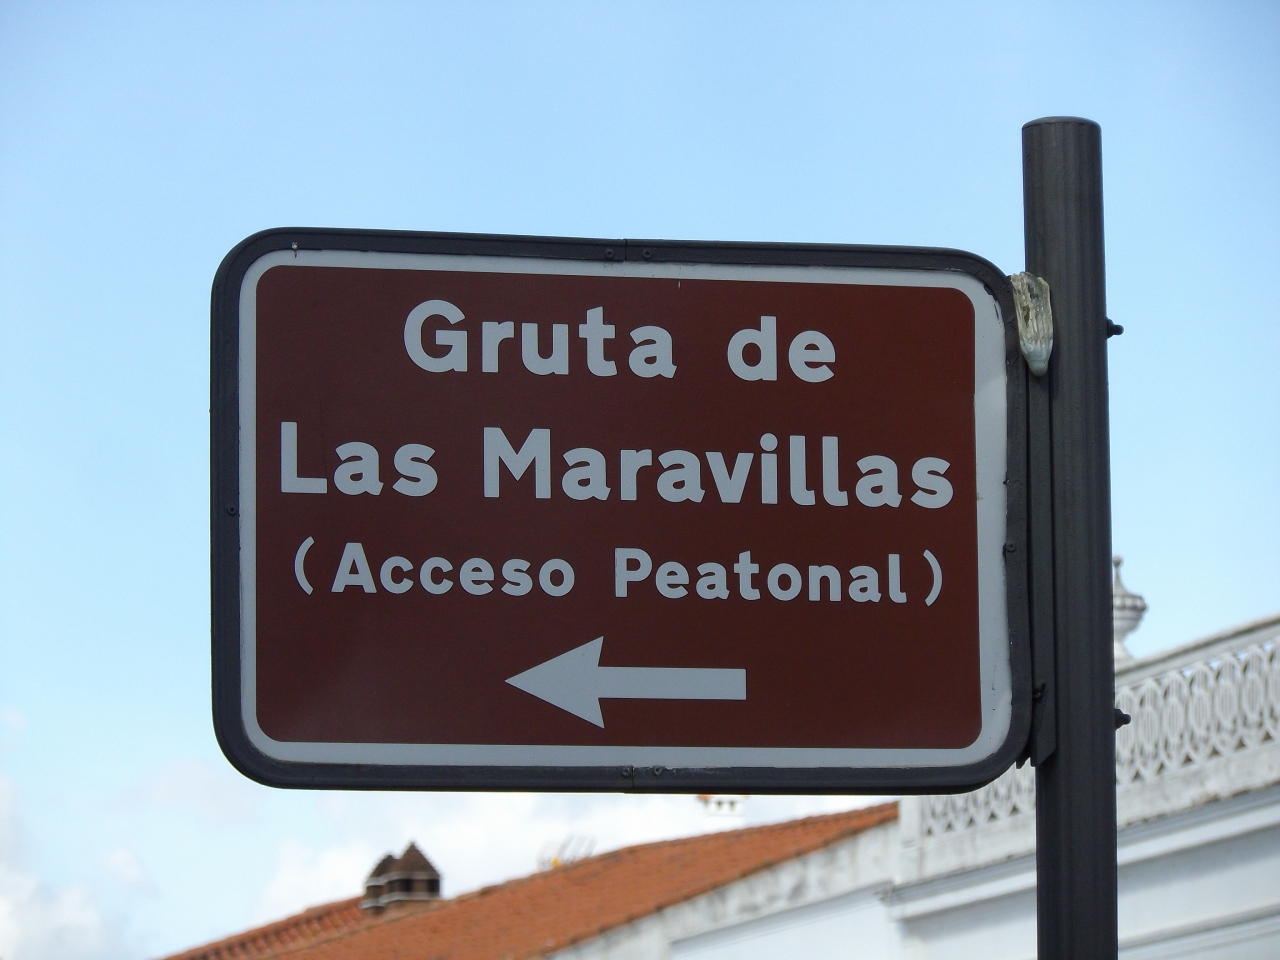 Gruta de
Las Maravillas
(Acceso Peatonal)